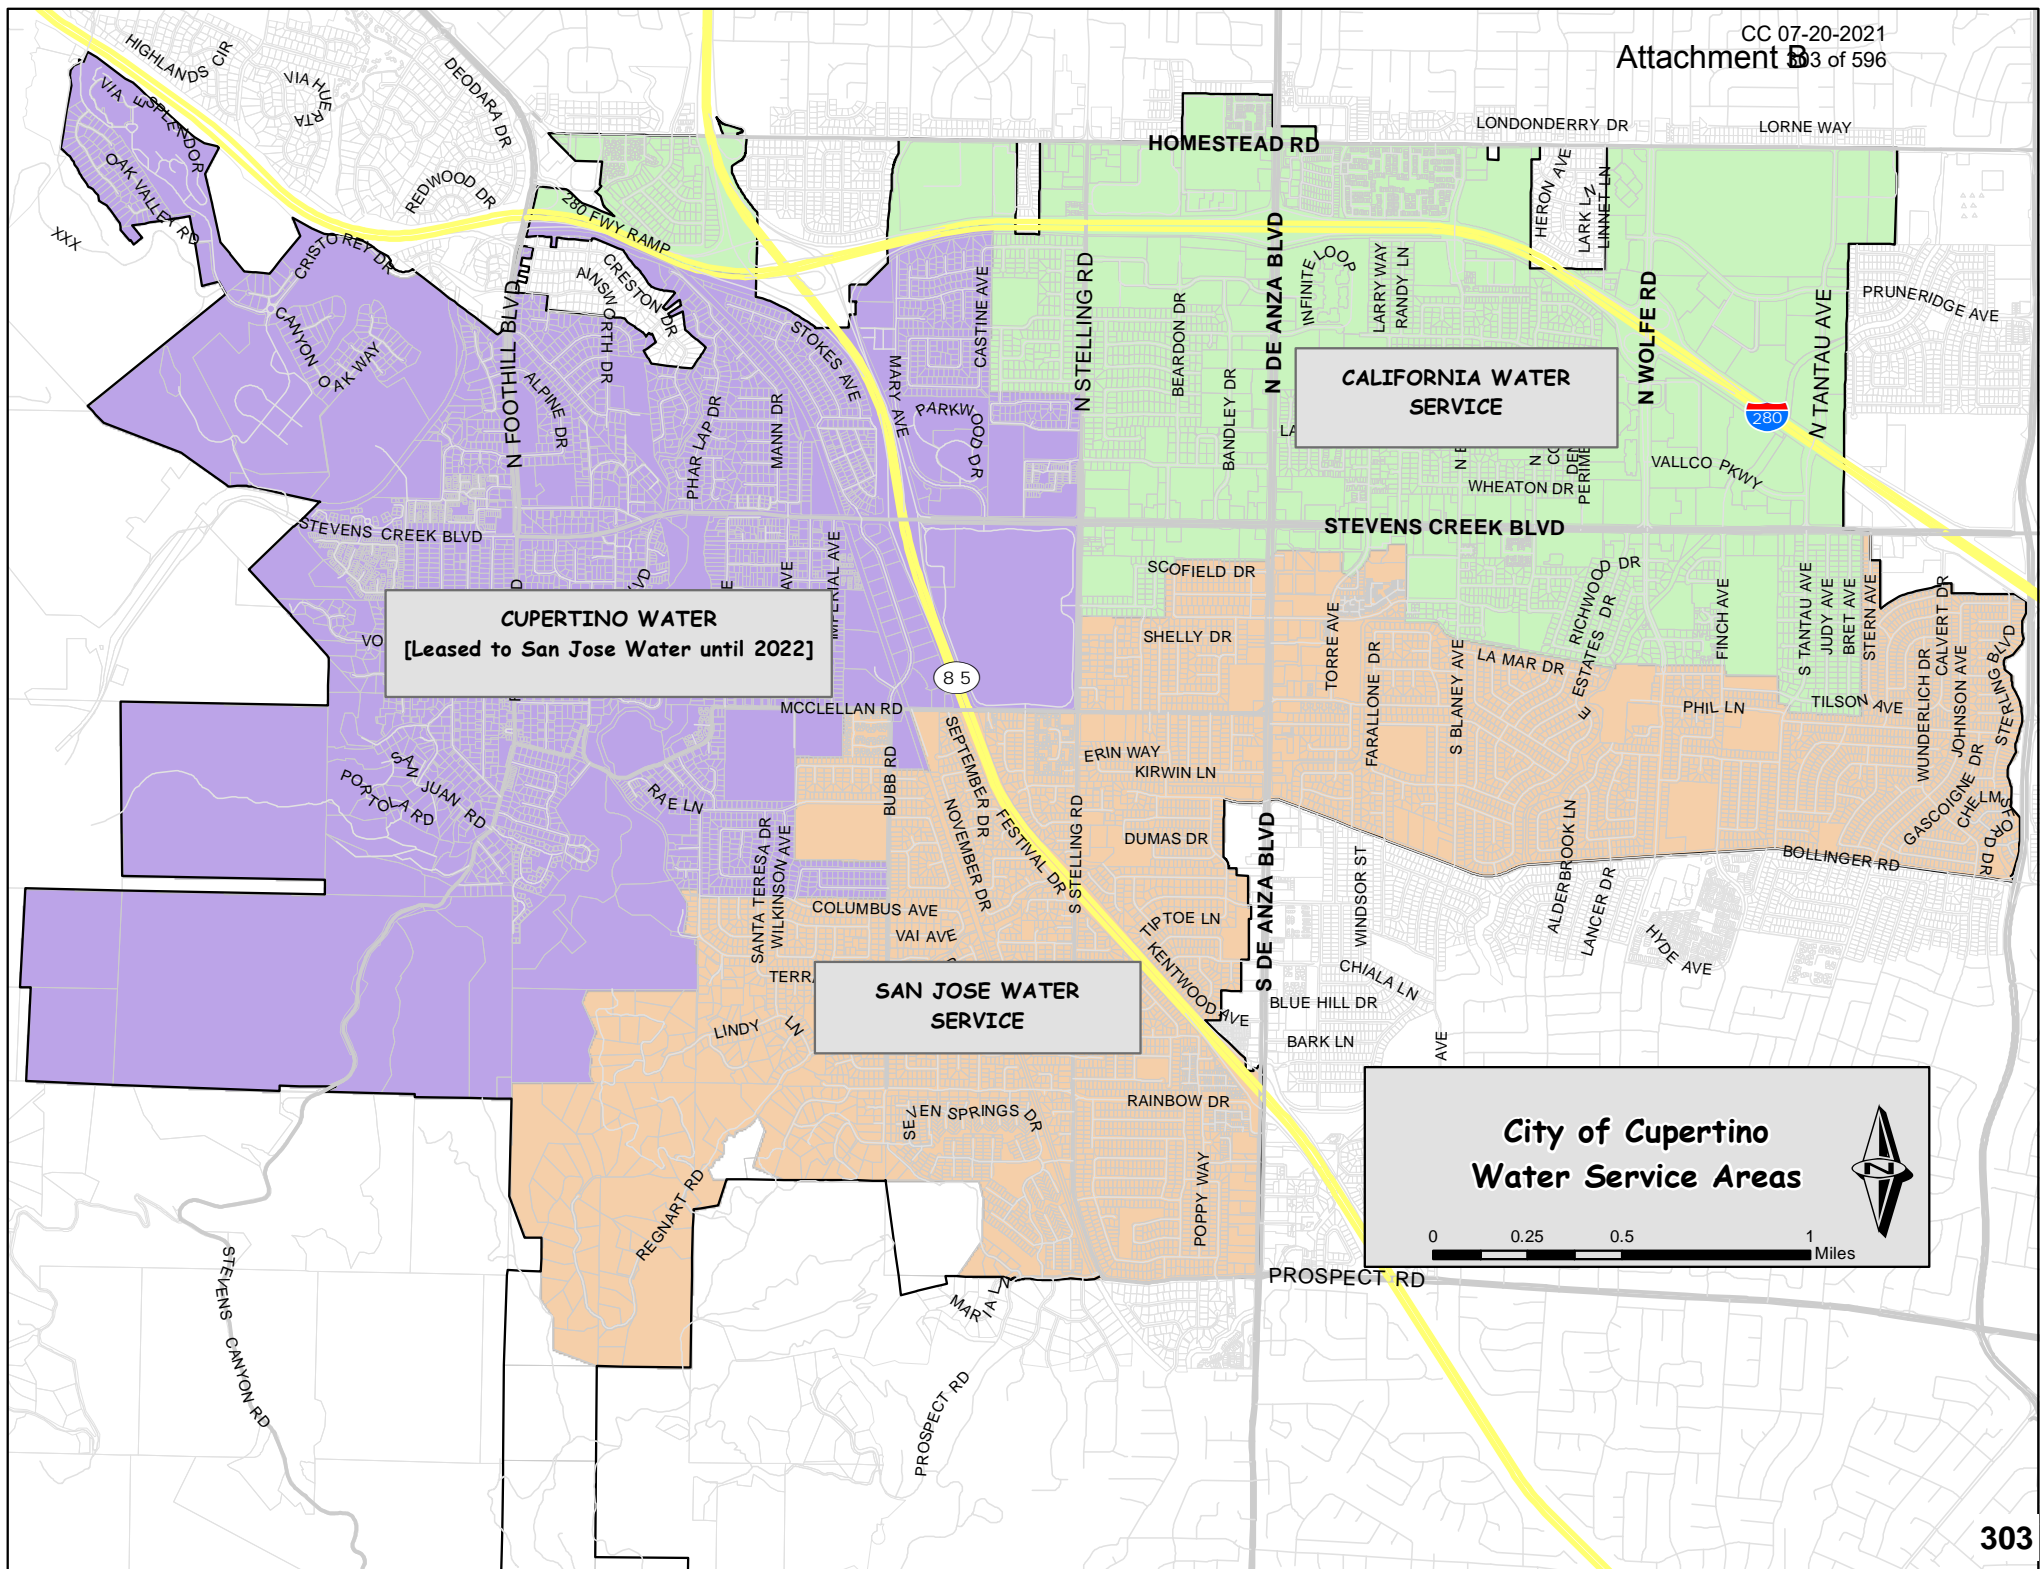 CC 07-20-2021
Attachment B
303 of 596
HIGHLANDS CIR
VIA HUERTA
DEODARA DR
VIA ESPLENDOR
OAK VALLEY RD
REDWOOD DR
XXX
CRISTO REY DR
280 FWY RAMP
CRESTON DR
AINSWORTH DR
HOMESTEAD RD
LONDONDERRY DR
LORNE WAY
HERON AVE
LARK LN
LINNET LN
PRUNERIDGE AVE
CANYON OAK WAY
N FOOTHILL BLVD
ALPINE DR
PHAR LAP DR
MANN DR
STOKES AVE
MARY AVE
CASTINE AVE
PARKWOOD DR
N STELLING RD
BEARDON DR
BANDLEY DR
N DE ANZA BLVD
INFINITE LOOP
LARRY WAY
RANDY LN
N WOLFE RD
N TANTAU AVE
280
CALIFORNIA WATER
SERVICE
LA
N B
N
CO
DEN
PERIME
WHEATON DR
VALLCO PKWY
STEVENS CREEK BLVD
STEVENS CREEK BLVD
IMPERIAL AVE
AVE
E
LVD
D
VO
CUPERTINO WATER
[Leased to San Jose Water until 2022]
SCOFIELD DR
SHELLY DR
TORRE AVE
FARALLONE DR
S BLANEY AVE
LA MAR DR
RICHWOOD DR
E ESTATES DR
FINCH AVE
S TANTAU AVE
JUDY AVE
BRET AVE
STERN AVE
CALVERT DR
WUNDERLICH DR
JOHNSON AVE
STERLING BLVD
PHIL LN
TILSON AVE
GASCOIGNE DR
CHELMSFORD DR
85
MCCLELLAN RD
SAN JUAN RD
PORTOLA RD
RAE LN
BUBB RD
SEPTEMBER DR
NOVEMBER DR
FESTIVAL DR
S STELLING RD
ERIN WAY
KIRWIN LN
DUMAS DR
S DE ANZA BLVD
WINDSOR ST
ALDERBROOK LN
LANCER DR
BOLLINGER RD
HYDE AVE
SANTA TERESA DR
WILKINSON AVE
COLUMBUS AVE
VAI AVE
TERRA
TIPTOE LN
KENTWOOD AVE
CHIALA LN
BLUE HILL DR
BARK LN
AVE
SAN JOSE WATER
SERVICE
LINDY LN
SEVEN SPRINGS DR
RAINBOW DR
POPPY WAY
REGNART RD
City of Cupertino
Water Service Areas
N
0 0.25 0.5 1
Miles
PROSPECT RD
MARIA LN
PROSPECT RD
STEVENS CANYON RD
303